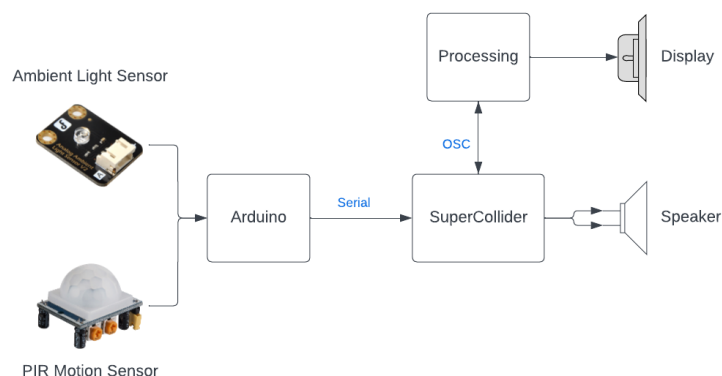 Processing
Display
Ambient Light Sensor
OSC
Arduino
Serial
SuperCollider
Speaker
PIR Motion Sensor